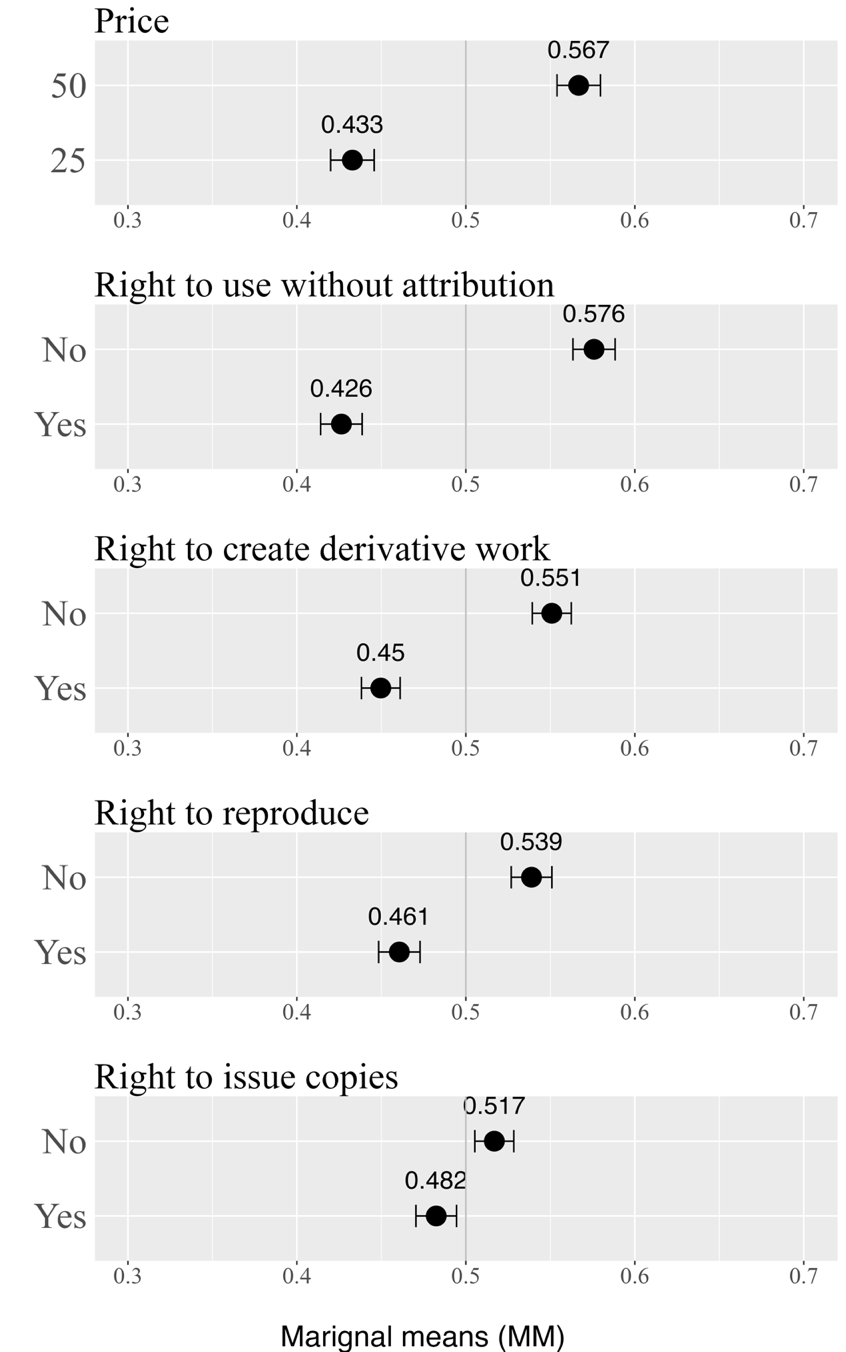 Price
0.567
50
0.433
25
0.3 0.4 0.5 0.6 0.7
Right to use without attribution
0.576
No
0.426
Yes
0.3 0.4 0.5 0.6 0.7
Right to create derivative work
0.551
No
0.45
Yes
0.3 0.4 0.5 0.6 0.7
Right to reproduce
0.539
No
0.461
Yes
0.3 0.4 0.5 0.6 0.7
Right to issue copies
0.517
No
0.482
Yes
0.3 0.4 0.5 0.6 0.7
Marignal means (MM)